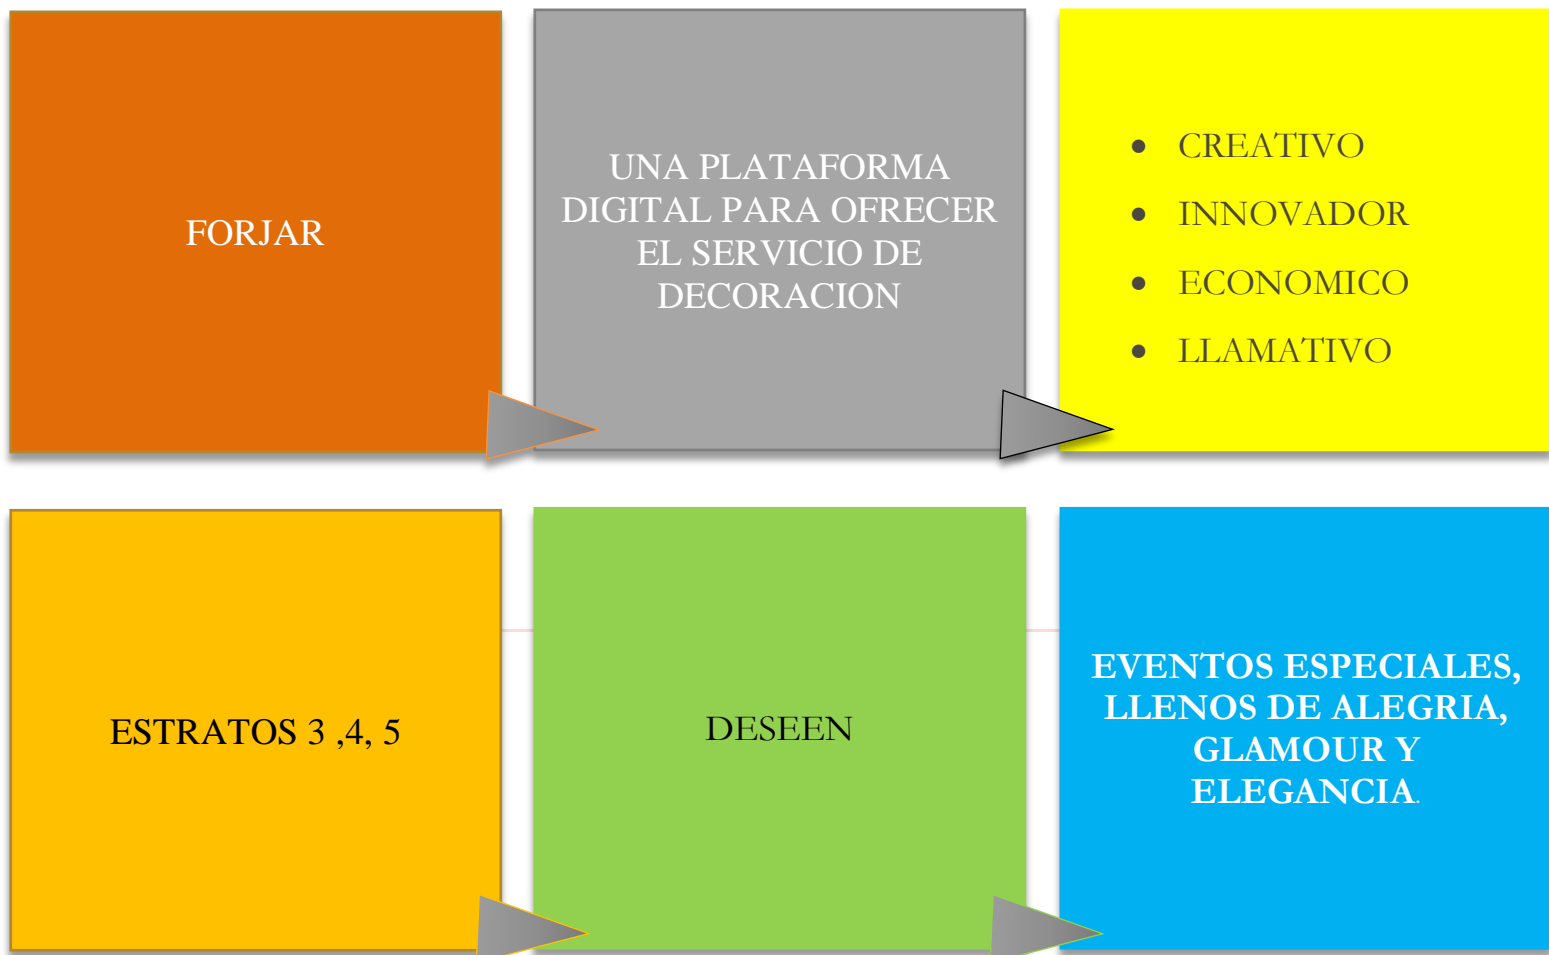 FORJAR
UNA PLATAFORMA
DIGITAL PARA OFRECER
EL SERVICIO DE
DECORACION
• CREATIVO
• INNOVADOR
• ECONOMICO
• LLAMATIVO
ESTRATOS 3 ,4, 5
DESEEN
EVENTOS ESPECIALES,
LLENOS DE ALEGRIA,
GLAMOUR Y
ELEGANCIA.